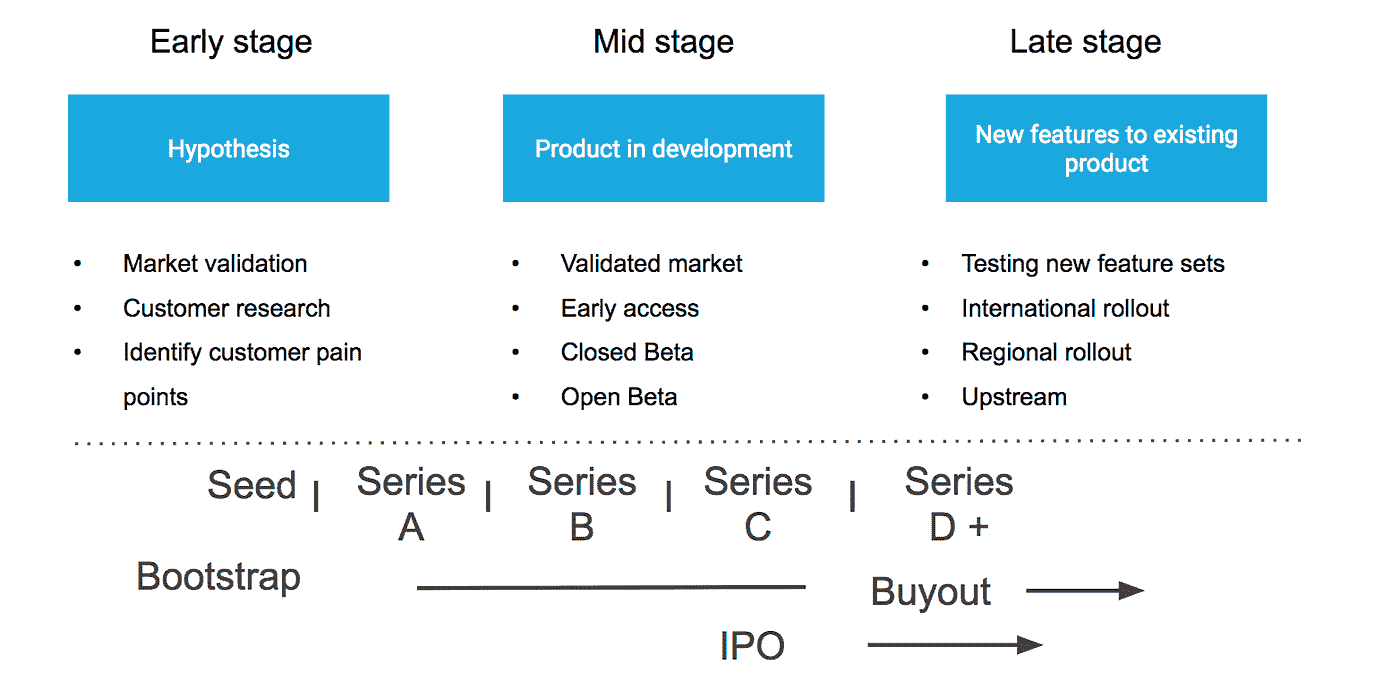 Early stage
Mid stage
Late stage
Hypothesis
Product in development
New features to existing
product
• Market validation
• Customer research
• Identify customer pain
points
• Validated market
• Early access
• Closed Beta
• Open Beta
• Testing new feature sets
• International rollout
• Regional rollout
• Upstream
Seed | Series
A | Series
B | Series
C | Series
D +
Bootstrap
Buyout
IPO